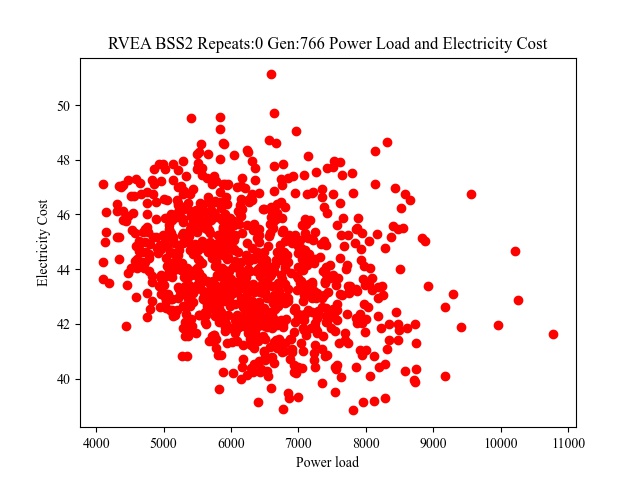 RVEA BSS2 Repeats:0 Gen:766 Power Load and Electricity Cost
Electricity Cost
50
48
46
44
42
40
4000 5000 6000 7000 8000 9000 10000 11000
Power load